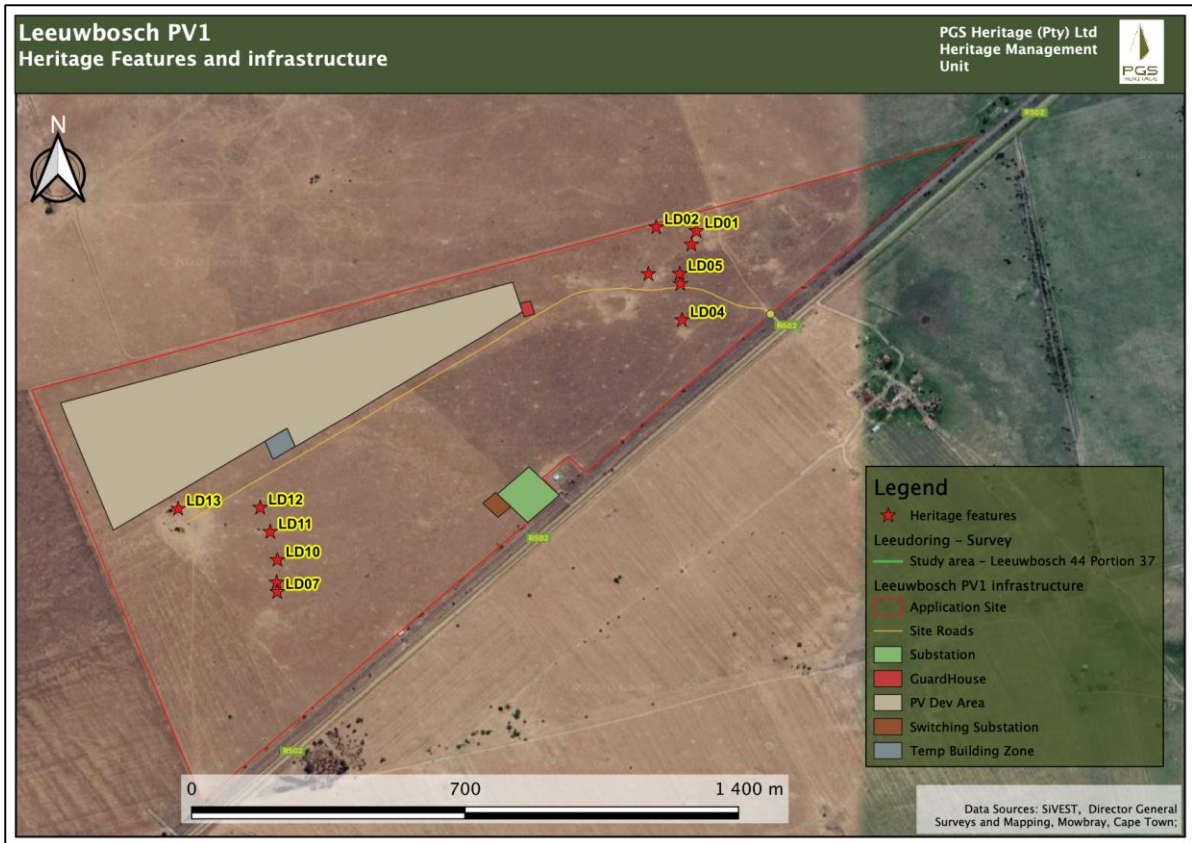 Leeuwbosch PV1
Heritage Features and infrastructure
PGS Heritage (Pty) Ltd
Heritage Management
Unit
PGS
HERITAGE
N
R502
LD02
LD01
LD05
LD04
R502
LD13
LD12
LD11
LD10
LD07
R502
R502
Legend
Heritage features
Leeudoring - Survey
Study area - Leeuwbosch 44 Portion 37
Leeuwbosch PV1 infrastructure
Application Site
Site Roads
Substation
GuardHouse
PV Dev Area
Switching Substation
Temp Building Zone
0 700 1 400 m
Data Sources: SiVEST, Director General
Surveys and Mapping, Mowbray, Cape Town;